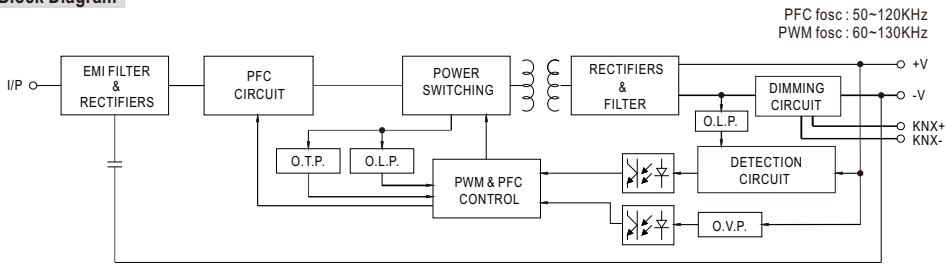 Block Diagram
PFC fosc : 50~120KHz
PWM fosc : 60~130KHz
I/P
EMI FILTER
&
RECTIFIERS
PFC
CIRCUIT
POWER
SWITCHING
RECTIFIERS
&
FILTER
DIMMING
CIRCUIT
+V
-V
KNX+
KNX-
O.L.P.
O.T.P.
O.L.P.
PWM & PFC
CONTROL
DETECTION
CIRCUIT
O.V.P.